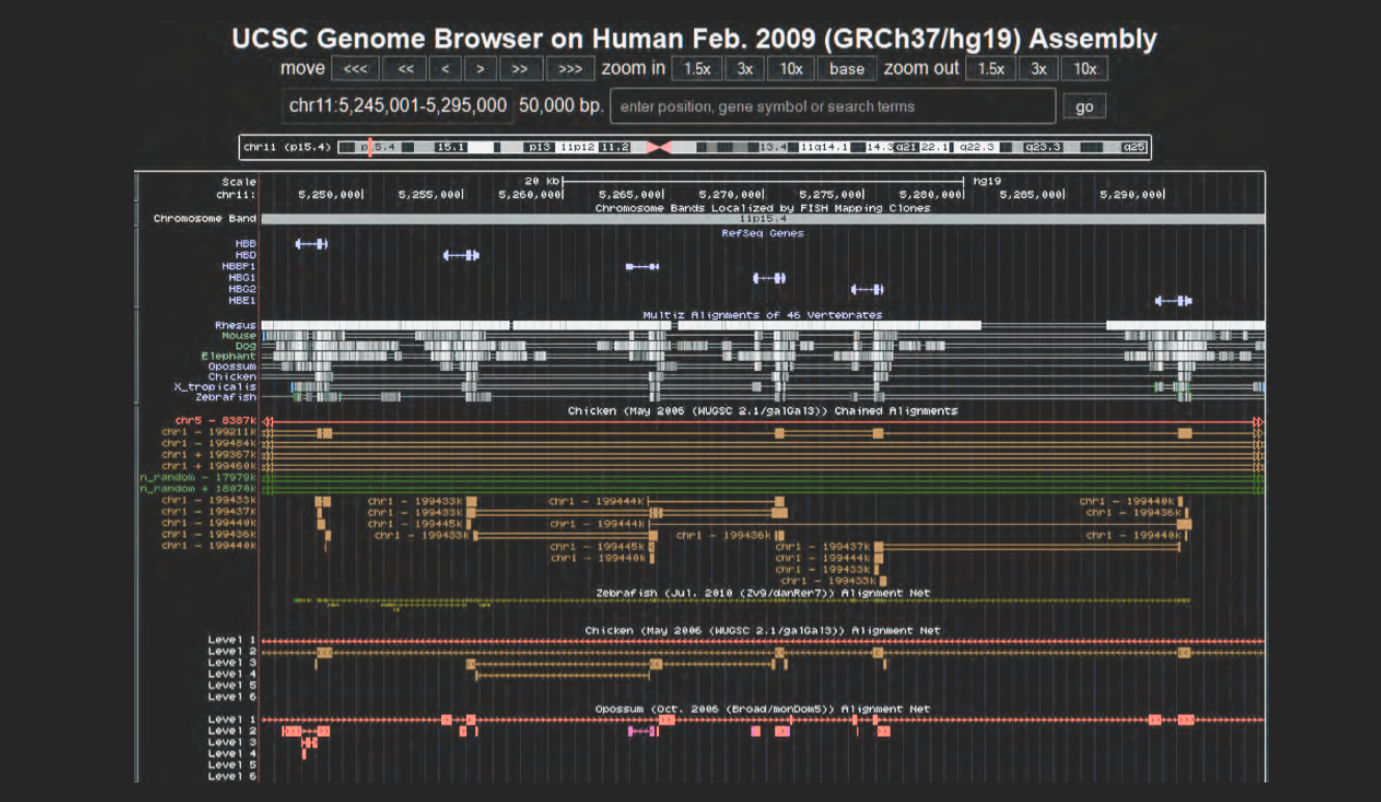 UCSC Genome Browser on Human Feb. 2009 (GRCh37/hg19) Assembly
move <<< << < > >> >>> zoom in 1.5x 3x 10x base zoom out 1.5x 3x 10x
chr11:5,245,001-5,295,000 50,000 bp. enter position, gene symbol or search terms go
chr11 (p15.4) p15.4 15.1 p13 11p12 11.2 13.4 11q14.1 14.3 q21 22.1 q22.3 q23.3 q25
Scale 20 kb hg19
chr11: 5,250,000 5,255,000 5,260,000 5,265,000 5,270,000 5,275,000 5,280,000 5,285,000 5,290,000
Chromosome Bands Localized by FISH Mapping Clones
Chromosome Band 11p15.4
RefSeq Genes
HBB
HBD
HBBP1
HBG1
HBG2
HBE1
Multiz Alignments of 46 Vertebrates
Rhesus
Mouse
Dog
Elephant
Opossum
Chicken
X_tropicalis
Zebrafish
Chicken (May 2006 (WUGSC 2.1/galGal3)) Chained Alignments
chr5 - 8387k
chr1 - 199211k
chr1 - 199484k
chr1 + 199367k
chr1 + 199460k
n_random - 17979k
n_random + 18070k
chr1 - 199433k chr1 - 199433k chr1 - 199444k chr1 - 199440k
chr1 - 199437k chr1 - 199433k chr1 - 199436k
chr1 - 199440k chr1 - 199445k chr1 - 199444k
chr1 - 199436k chr1 - 199433k chr1 - 199436k chr1 - 199440k
chr1 - 199440k chr1 - 199445k chr1 - 199437k
chr1 - 199440k chr1 - 199444k
chr1 - 199433k
chr1 - 199433k
Zebrafish (Jul. 2010 (Zv9/danRer7)) Alignment Net
Chicken (May 2006 (WUGSC 2.1/galGal3)) Alignment Net
Level 1
Level 2
Level 3
Level 4
Level 5
Level 6
Opossum (Oct. 2006 (Broad/monDom5)) Alignment Net
Level 1
Level 2
Level 3
Level 4
Level 5
Level 6